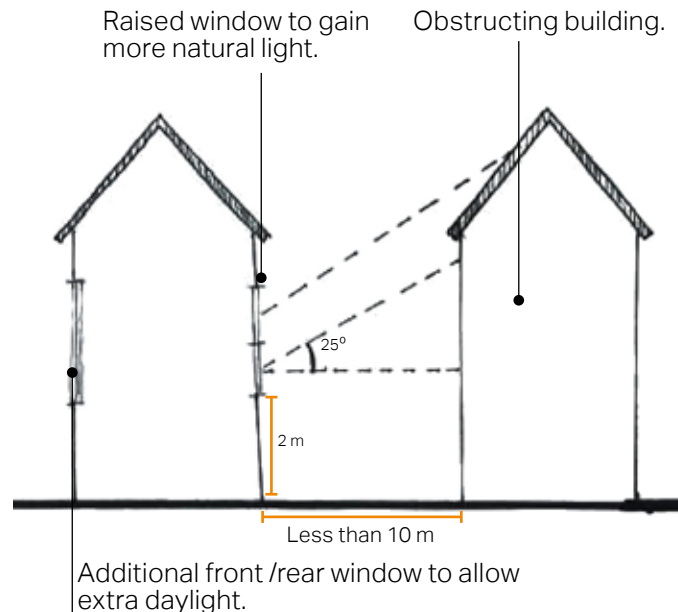 Raised window to gain
more natural light.
Obstructing building.
25º
2 m
Less than 10 m
Additional front /rear window to allow
extra daylight.